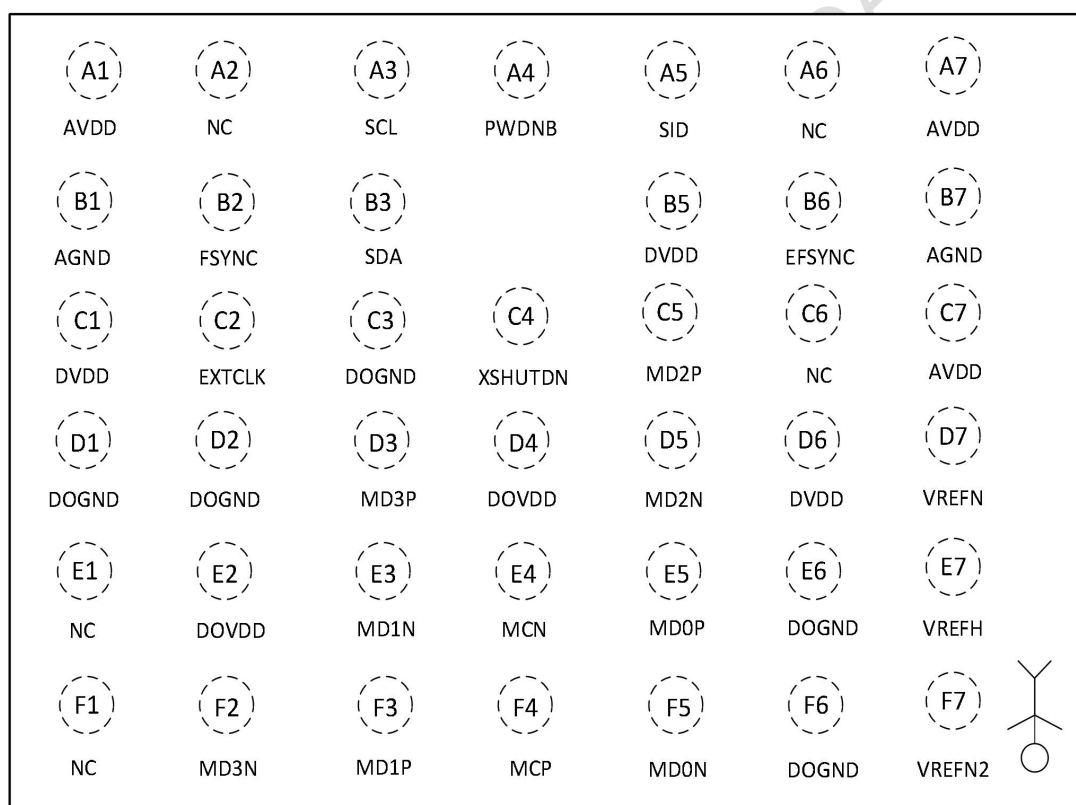 A1 A2 A3 A4 A5 A6 A7
AVDD NC SCL PWDNB SID NC AVDD
B1 B2 B3 B5 B6 B7
AGND FSYNC SDA DVDD EFSYNC AGND
C1 C2 C3 C4 C5 C6 C7
DVDD EXTCLK DOGND XSHUTDN MD2P NC AVDD
D1 D2 D3 D4 D5 D6 D7
DOGND DOGND MD3P DOVDD MD2N DVDD VREFN
E1 E2 E3 E4 E5 E6 E7
NC DOVDD MD1N MCN MD0P DOGND VREFH
F1 F2 F3 F4 F5 F6 F7
NC MD3N MD1P MCP MD0N DOGND VREFN2